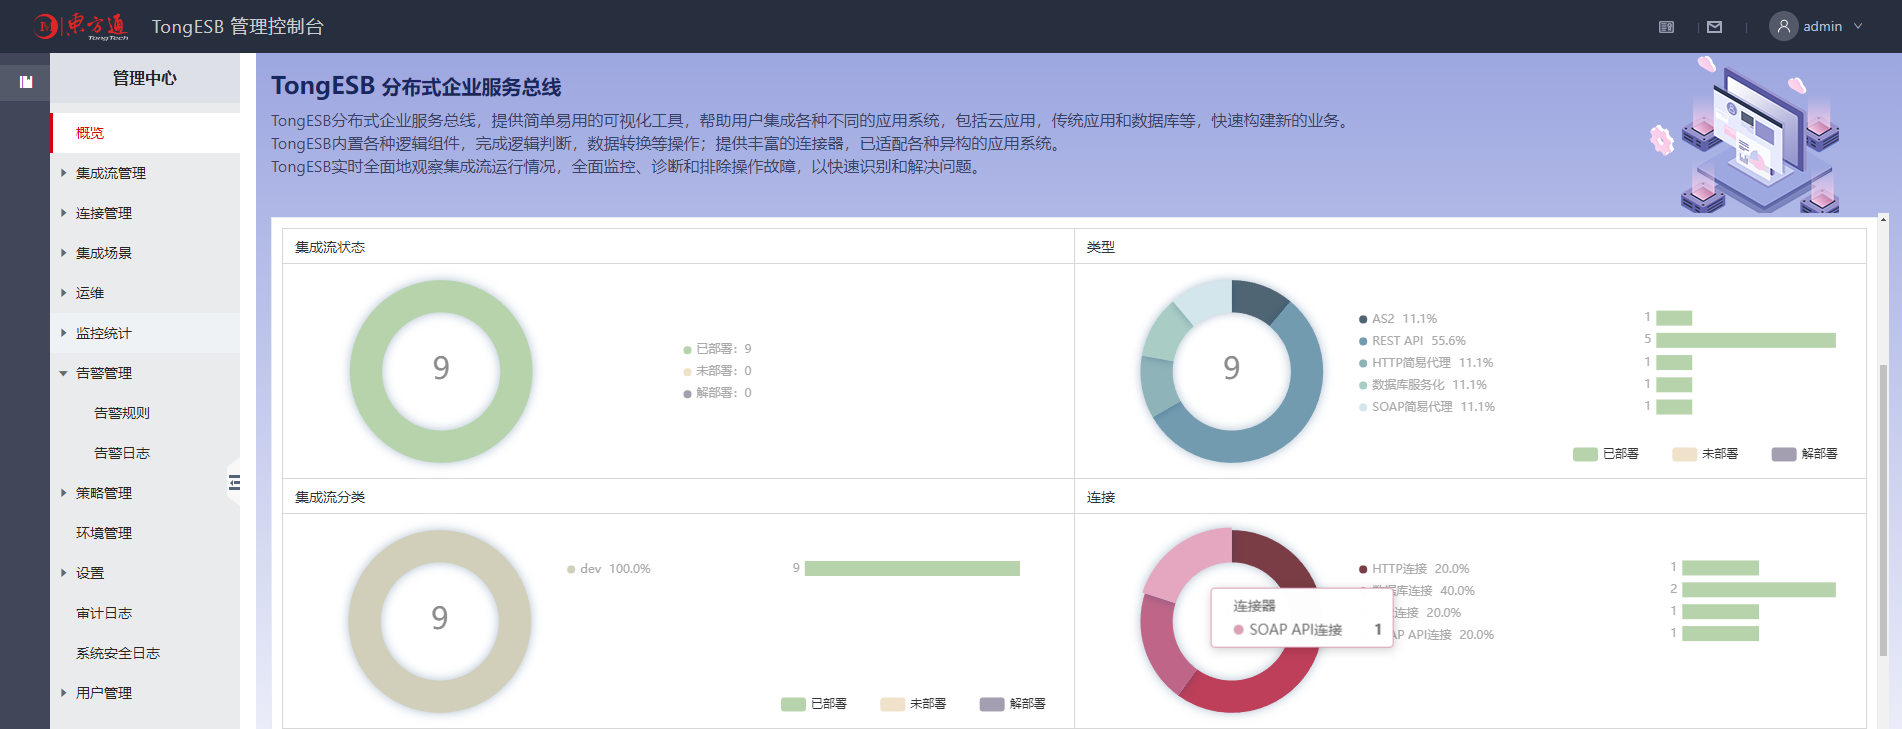 东方通
TongTech
TongESB 管理控制台
admin
管理中心
概览
集成流管理
连接管理
集成场景
运维
监控统计
告警管理
告警规则
告警日志
策略管理
环境管理
设置
审计日志
系统安全日志
用户管理
TongESB 分布式企业服务总线
TongESB分布式企业服务总线，提供简单易用的可视化工具，帮助用户集成各种不同的应用系统，包括云应用，传统应用和数据库等，快速构建新的业务。
TongESB内置各种逻辑组件，完成逻辑判断，数据转换等操作；提供丰富的连接器，已适配各种异构的应用系统。
TongESB实时全面地观察集成流运行情况，全面监控、诊断和排除操作故障，以快速识别和解决问题。
集成流状态
9
已部署：9
未部署：0
解部署：0
类型
9
AS2 11.1% 1
REST API 55.6% 5
HTTP简易代理 11.1% 1
数据库服务化 11.1% 1
SOAP简易代理 11.1% 1
已部署 未部署 解部署
集成流分类
9
dev 100.0% 9
已部署 未部署 解部署
连接
HTTP连接 20.0% 1
据库连接 40.0% 2
连接 20.0% 1
AP API连接 20.0% 1
连接器
SOAP API连接 1